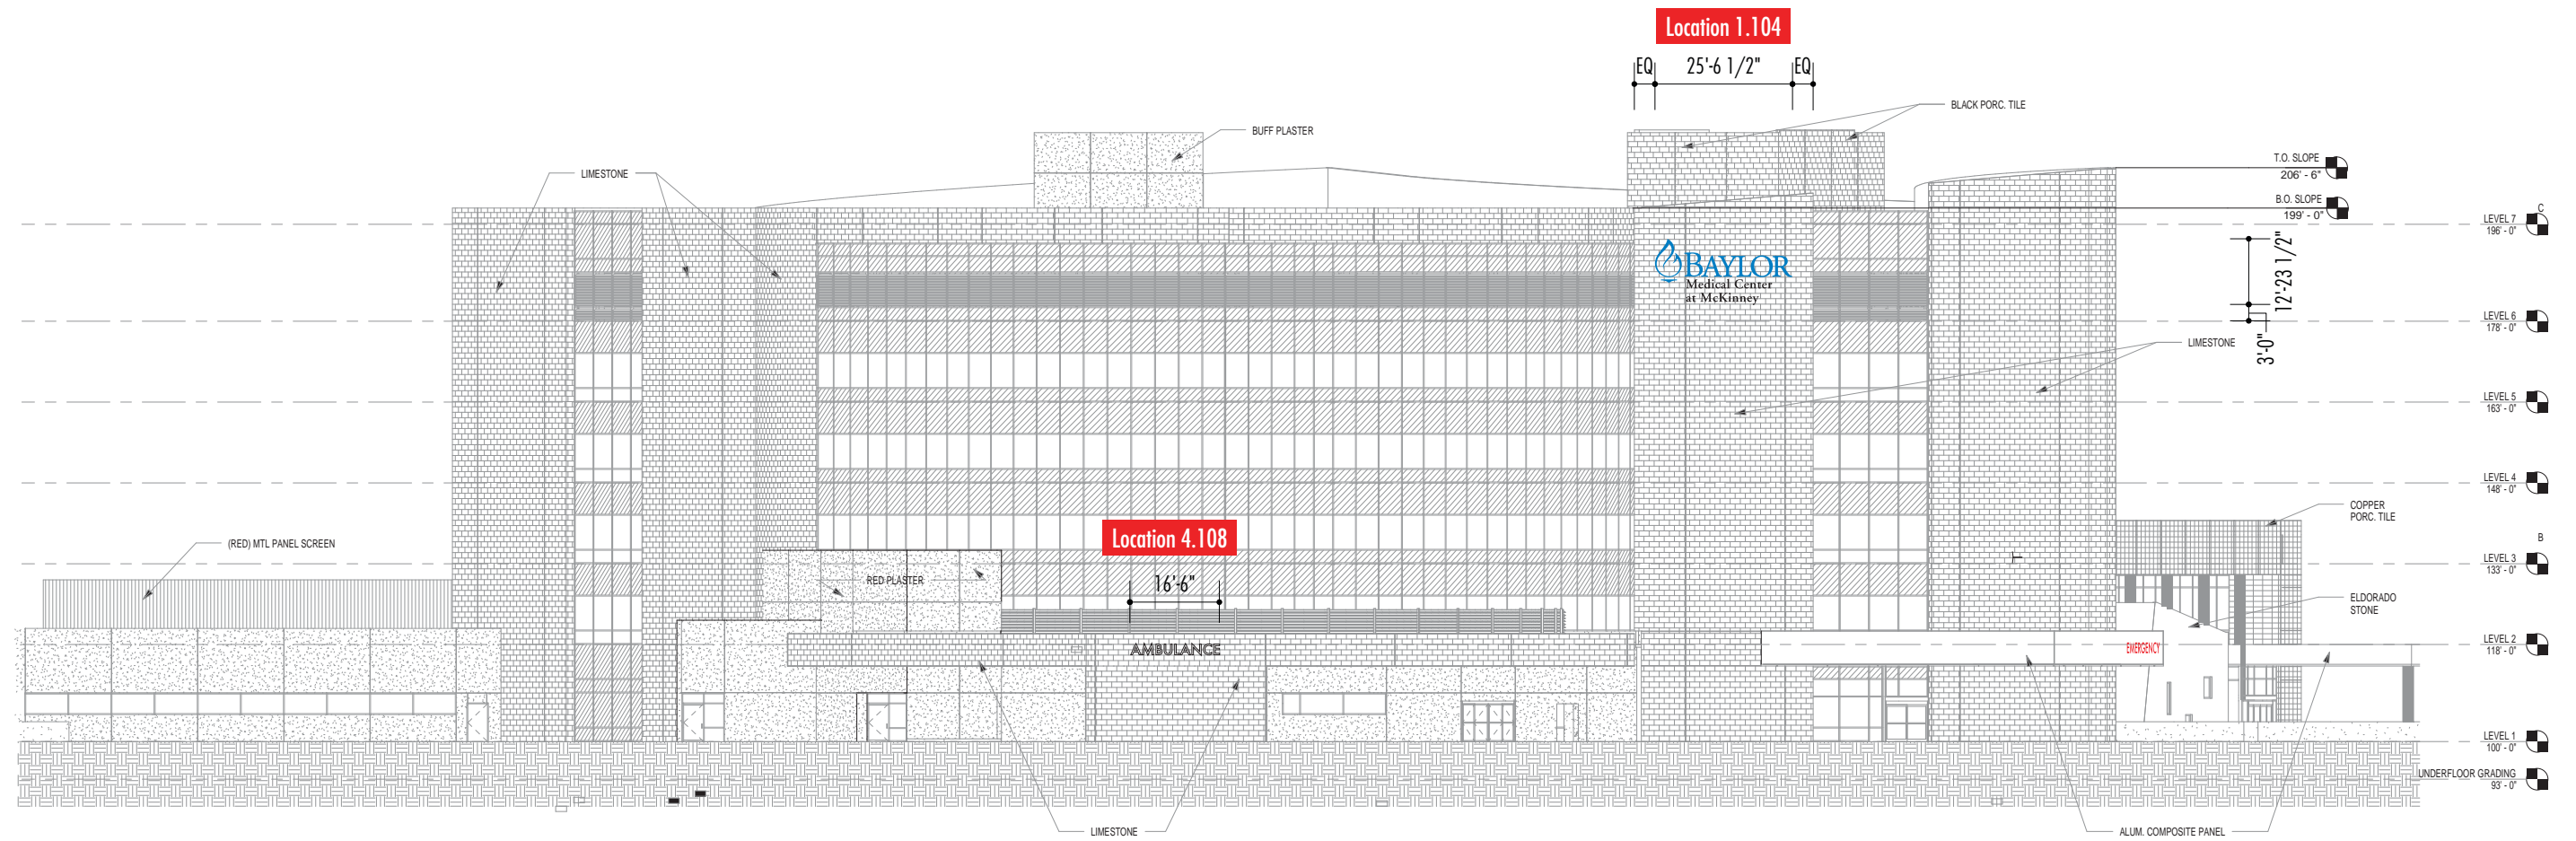 Location 1.104
EQ 25'-6 1/2" EQ
BLACK PORC. TILE
BUFF PLASTER
T.O. SLOPE
206' - 6"
LIMESTONE
B.O. SLOPE
199' - 0"
C
LEVEL 7
196' - 0"
12'-23 1/2"
BAYLOR
Medical Center
at McKinney
LEVEL 6
178' - 0"
3'-0"
LIMESTONE
LEVEL 5
163' - 0"
LEVEL 4
148' - 0"
COPPER
PORC. TILE
Location 4.108
(RED) MTL PANEL SCREEN
B
LEVEL 3
133' - 0"
1
RED PLASTER
16'-6"
ELDORADO
STONE
AMBULANCE
EMERGENCY
LEVEL 2
118' - 0"
LEVEL 1
100' - 0"
UNDERFLOOR GRADING
93' - 0"
LIMESTONE
ALUM. COMPOSITE PANEL